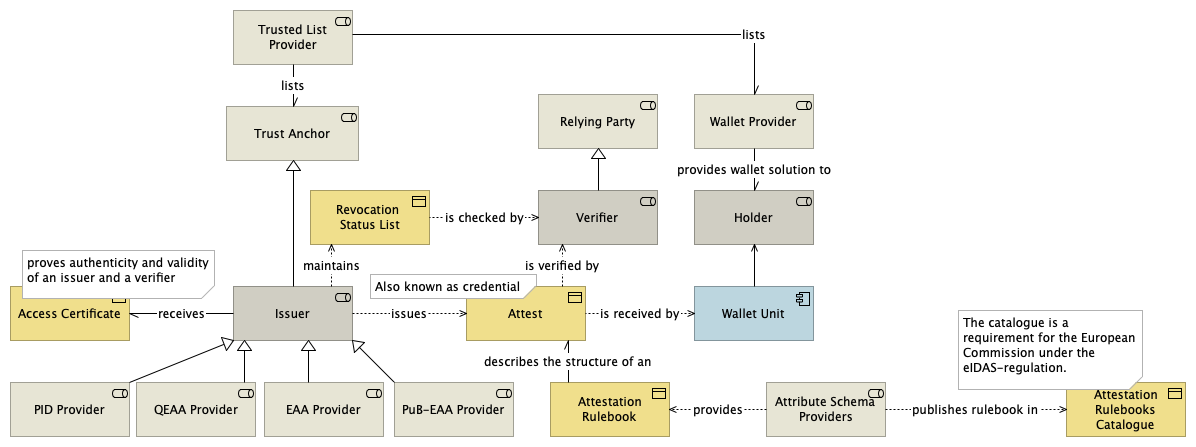 Trusted List
Provider
lists
lists
Trust Anchor
Relying Party
Wallet Provider
provides wallet solution to
Revocation
Status List
is checked by
Verifier
Holder
proves authenticity and validity
of an issuer and a verifier
maintains
is verified by
Also known as credential
Access Certificate
receives
Issuer
issues
Attest
is received by
Wallet Unit
The catalogue is a
requirement for the European
Commission under the
eIDAS-regulation.
describes the structure of an
PID Provider
QEAA Provider
EAA Provider
PuB-EAA Provider
Attestation
Rulebook
provides
Attribute Schema
Providers
publishes rulebook in
Attestation
Rulebooks
Catalogue